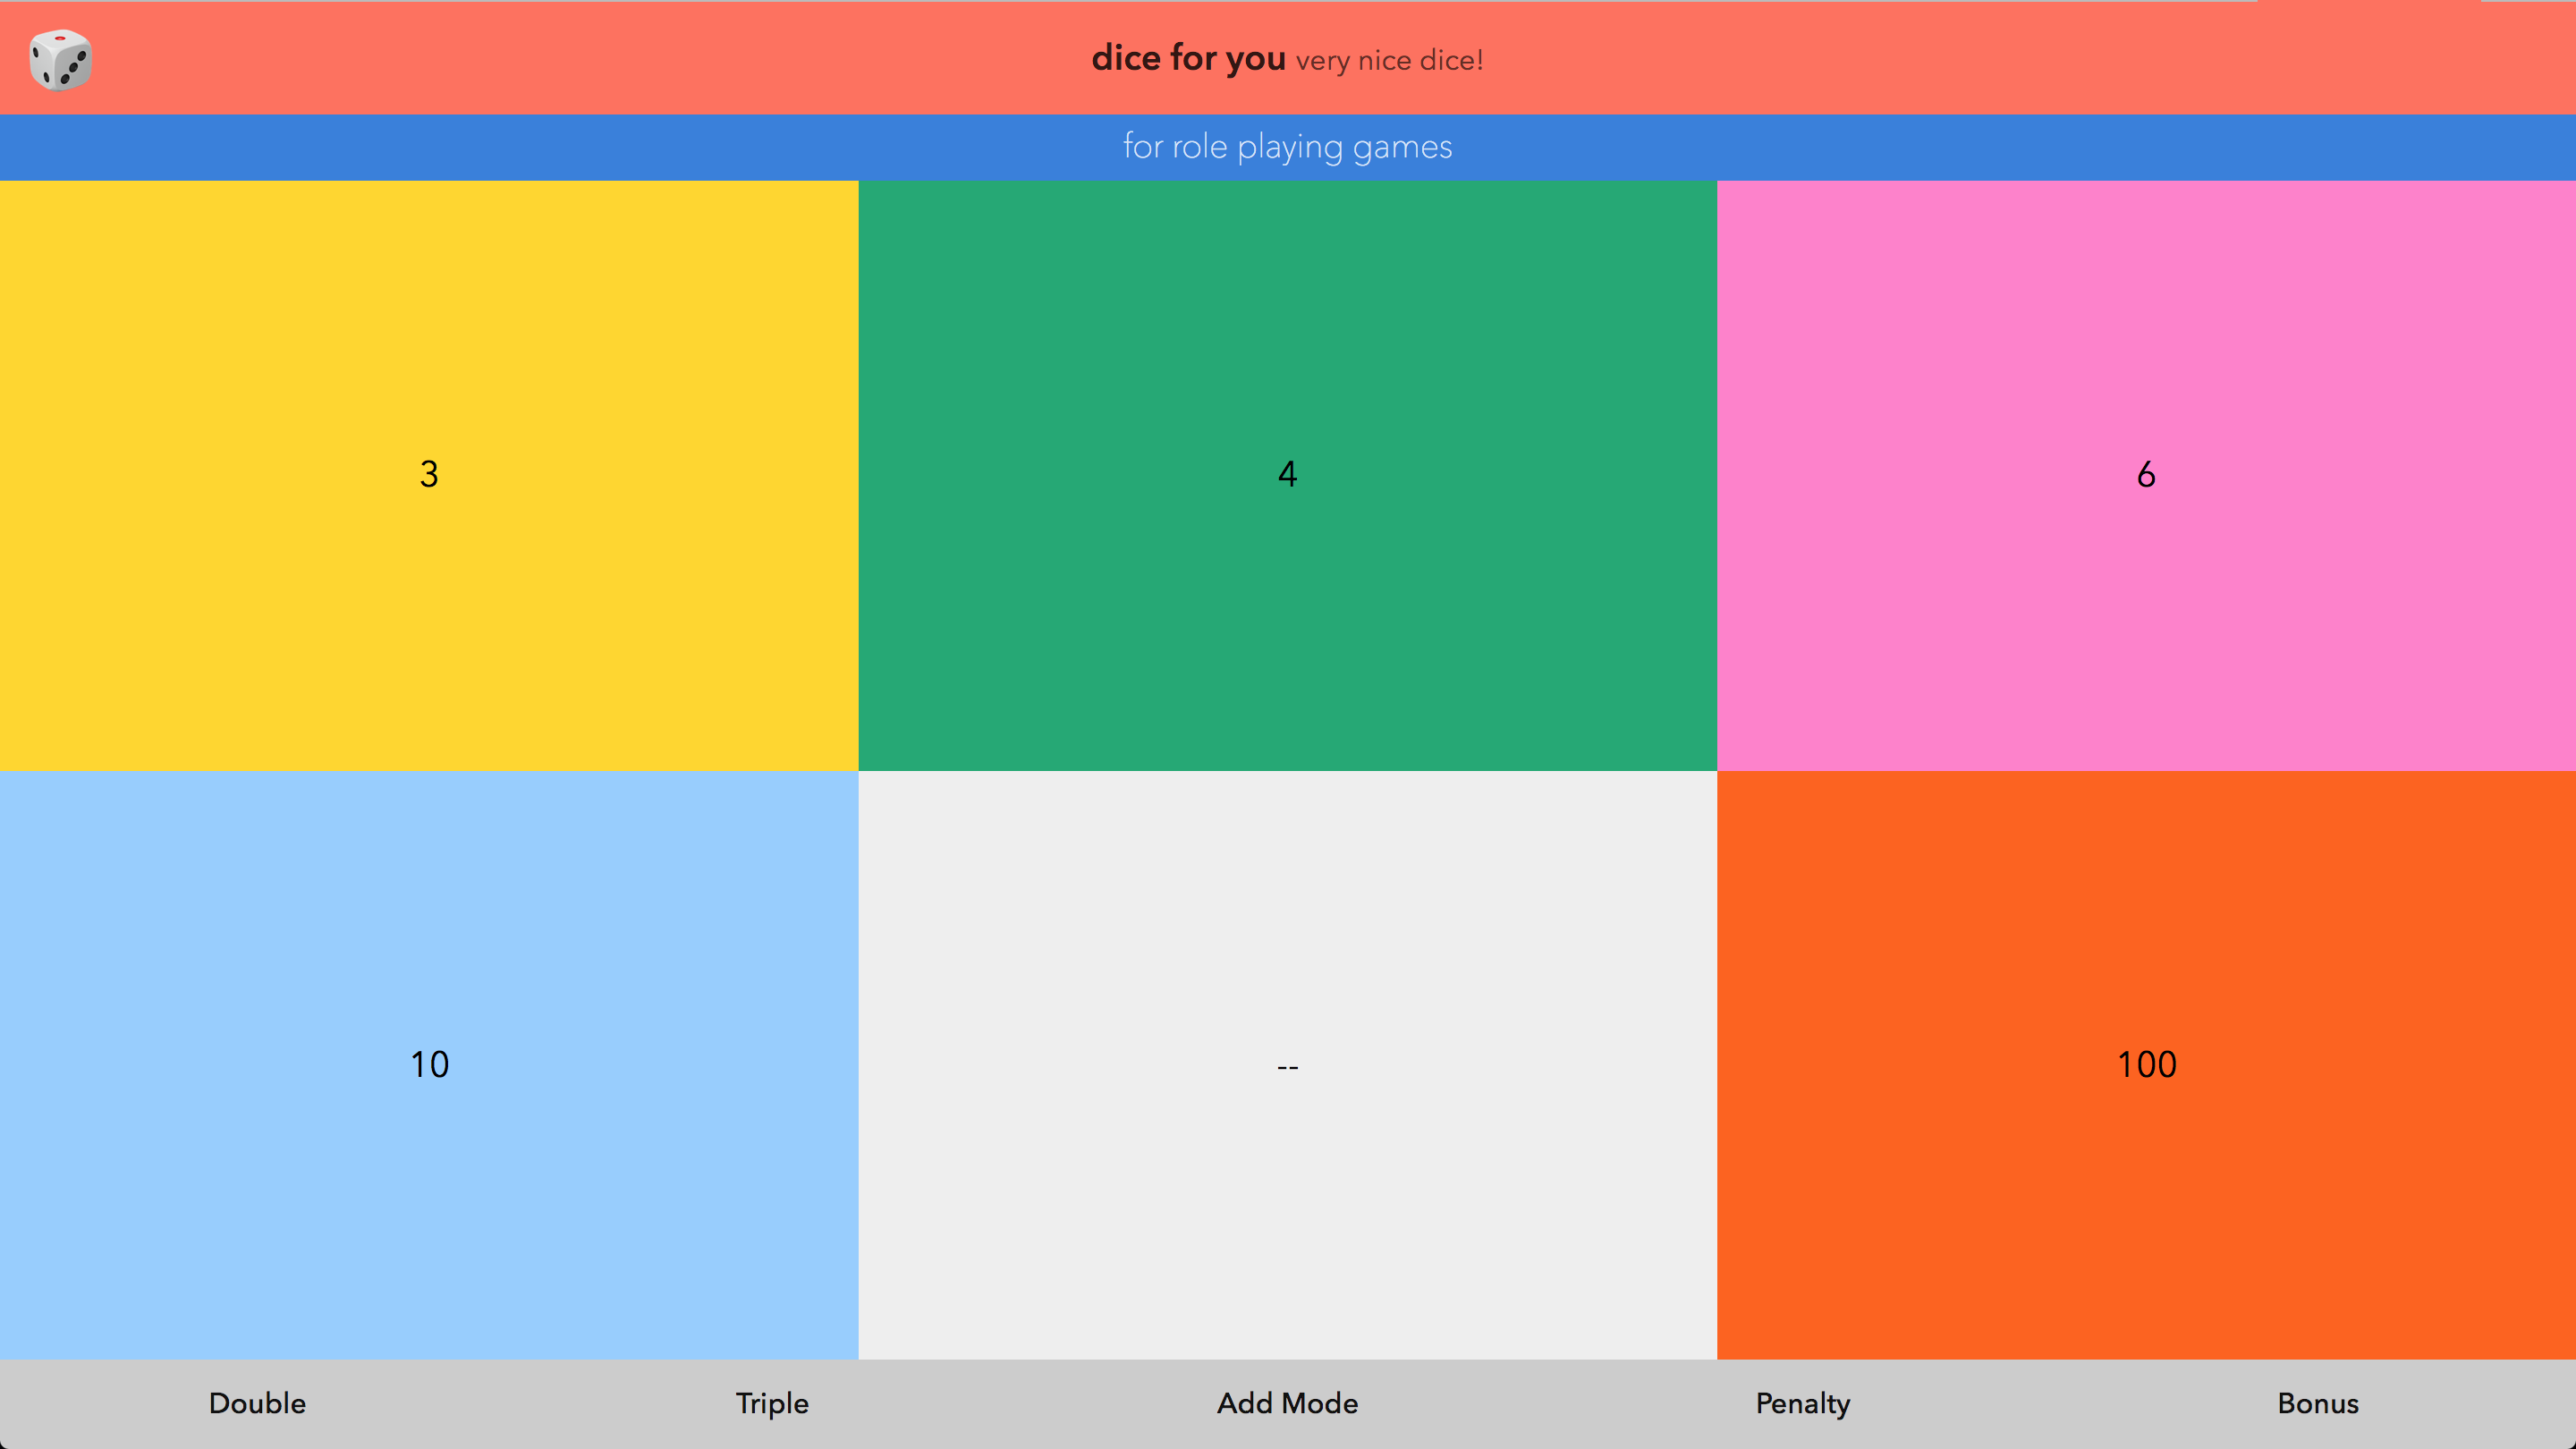 dice for you very nice dice!
for role playing games
3 4 6
10 -- 100
Double Triple Add Mode Penalty Bonus